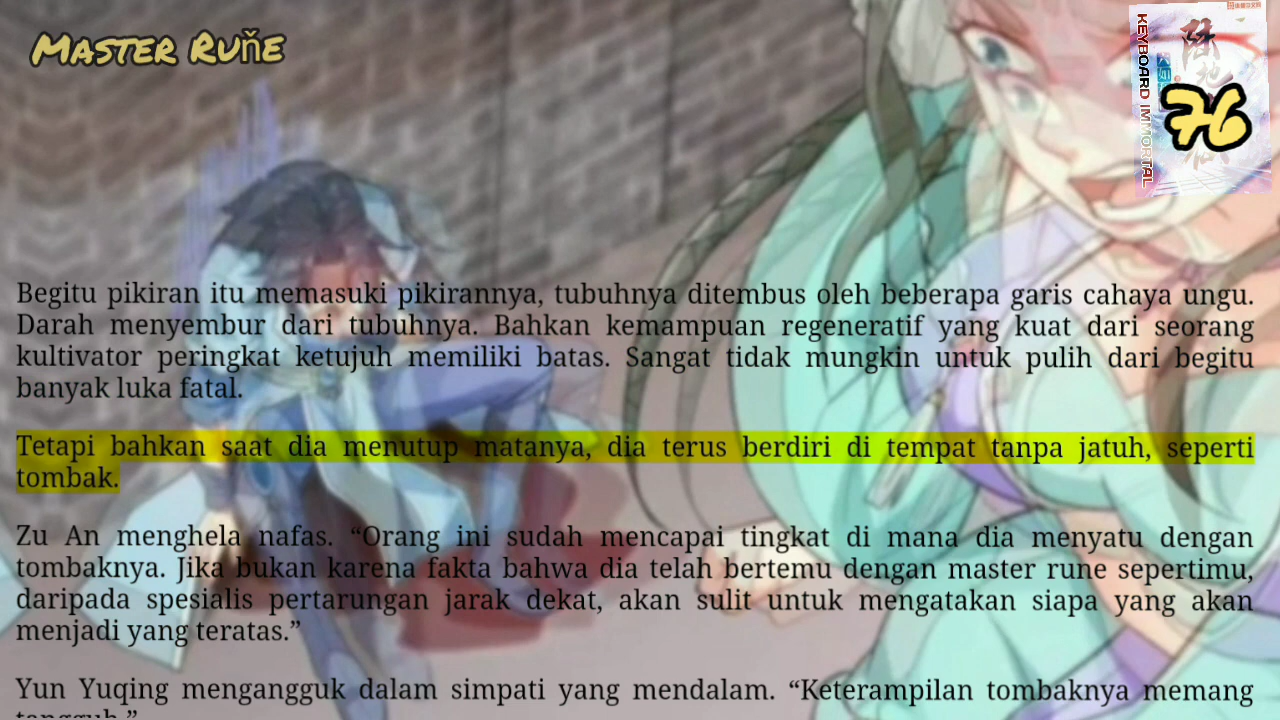 Master Ruňe
KEYBOARD IMMORTAL
76
Begitu pikiran itu memasuki pikirannya, tubuhnya ditembus oleh beberapa garis cahaya ungu.
Darah menyembur dari tubuhnya. Bahkan kemampuan regeneratif yang kuat dari seorang
kultivator peringkat ketujuh memiliki batas. Sangat tidak mungkin untuk pulih dari begitu
banyak luka fatal.
Tetapi bahkan saat dia menutup matanya, dia terus berdiri di tempat tanpa jatuh, seperti
tombak.
Zu An menghela nafas. “Orang ini sudah mencapai tingkat di mana dia menyatu dengan
tombaknya. Jika bukan karena fakta bahwa dia telah bertemu dengan master rune sepertimu,
daripada spesialis pertarungan jarak dekat, akan sulit untuk mengatakan siapa yang akan
menjadi yang teratas.”
Yun Yuqing mengangguk dalam simpati yang mendalam. “Keterampilan tombaknya memang